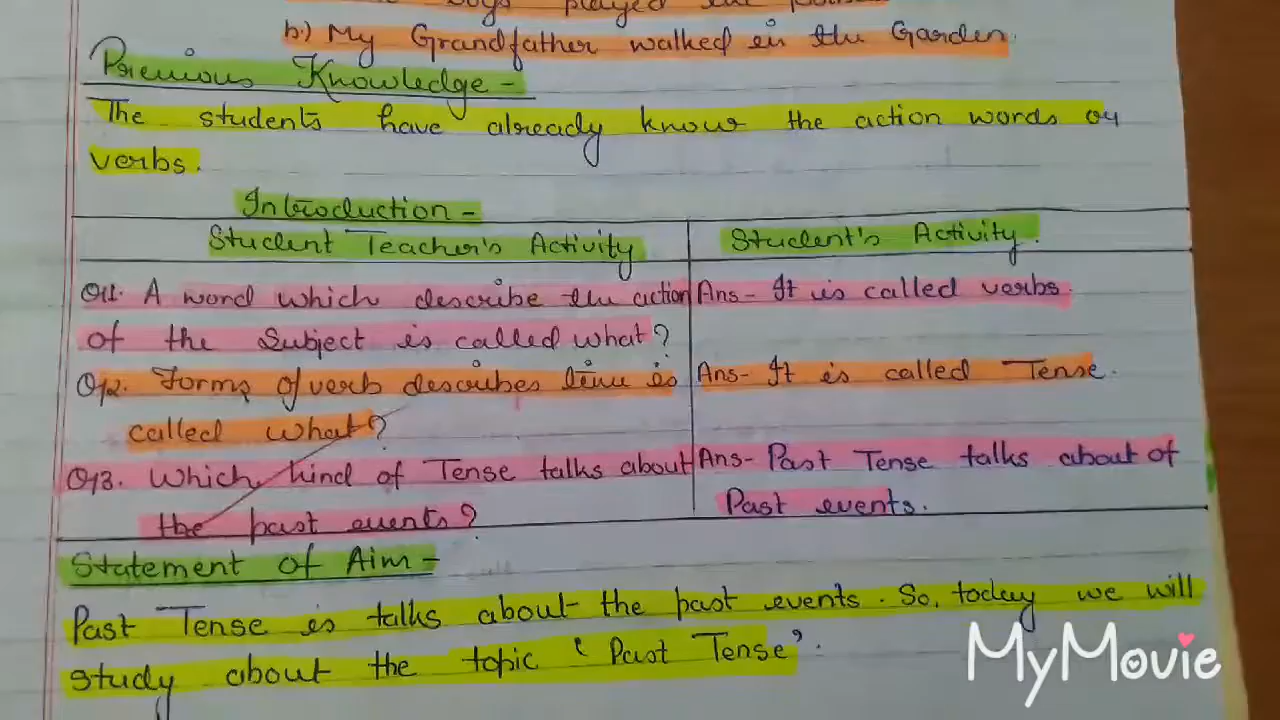 played
b.) My Grandfather walked in the Garden.
Previous Knowledge -
The students have already know the action words or
verbs.
Introduction -
Student Teacher's Activity
Student's Activity.
Q1. A word which describe the action
of the Subject is called what?
Ans- It is called verbs.
Q2. Forms of verb describes time is
called what?
Ans- It is called Tense.
Q3. Which kind of Tense talks about
the past events?
Ans- Past Tense talks about of
Past events.
Statement of Aim -
Past Tense is talks about the past events. So, today we will
study about the topic 'Past Tense'.
MyMovie